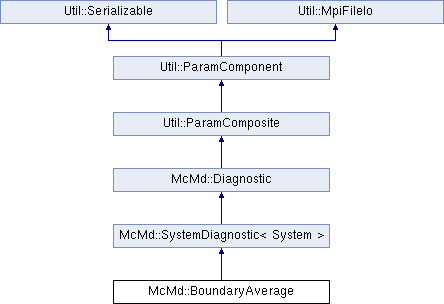 Util::Serializable
Util::MpiFileIo
Util::ParamComponent
Util::ParamComposite
McMd::Diagnostic
McMd::SystemDiagnostic< System >
McMd::BoundaryAverage